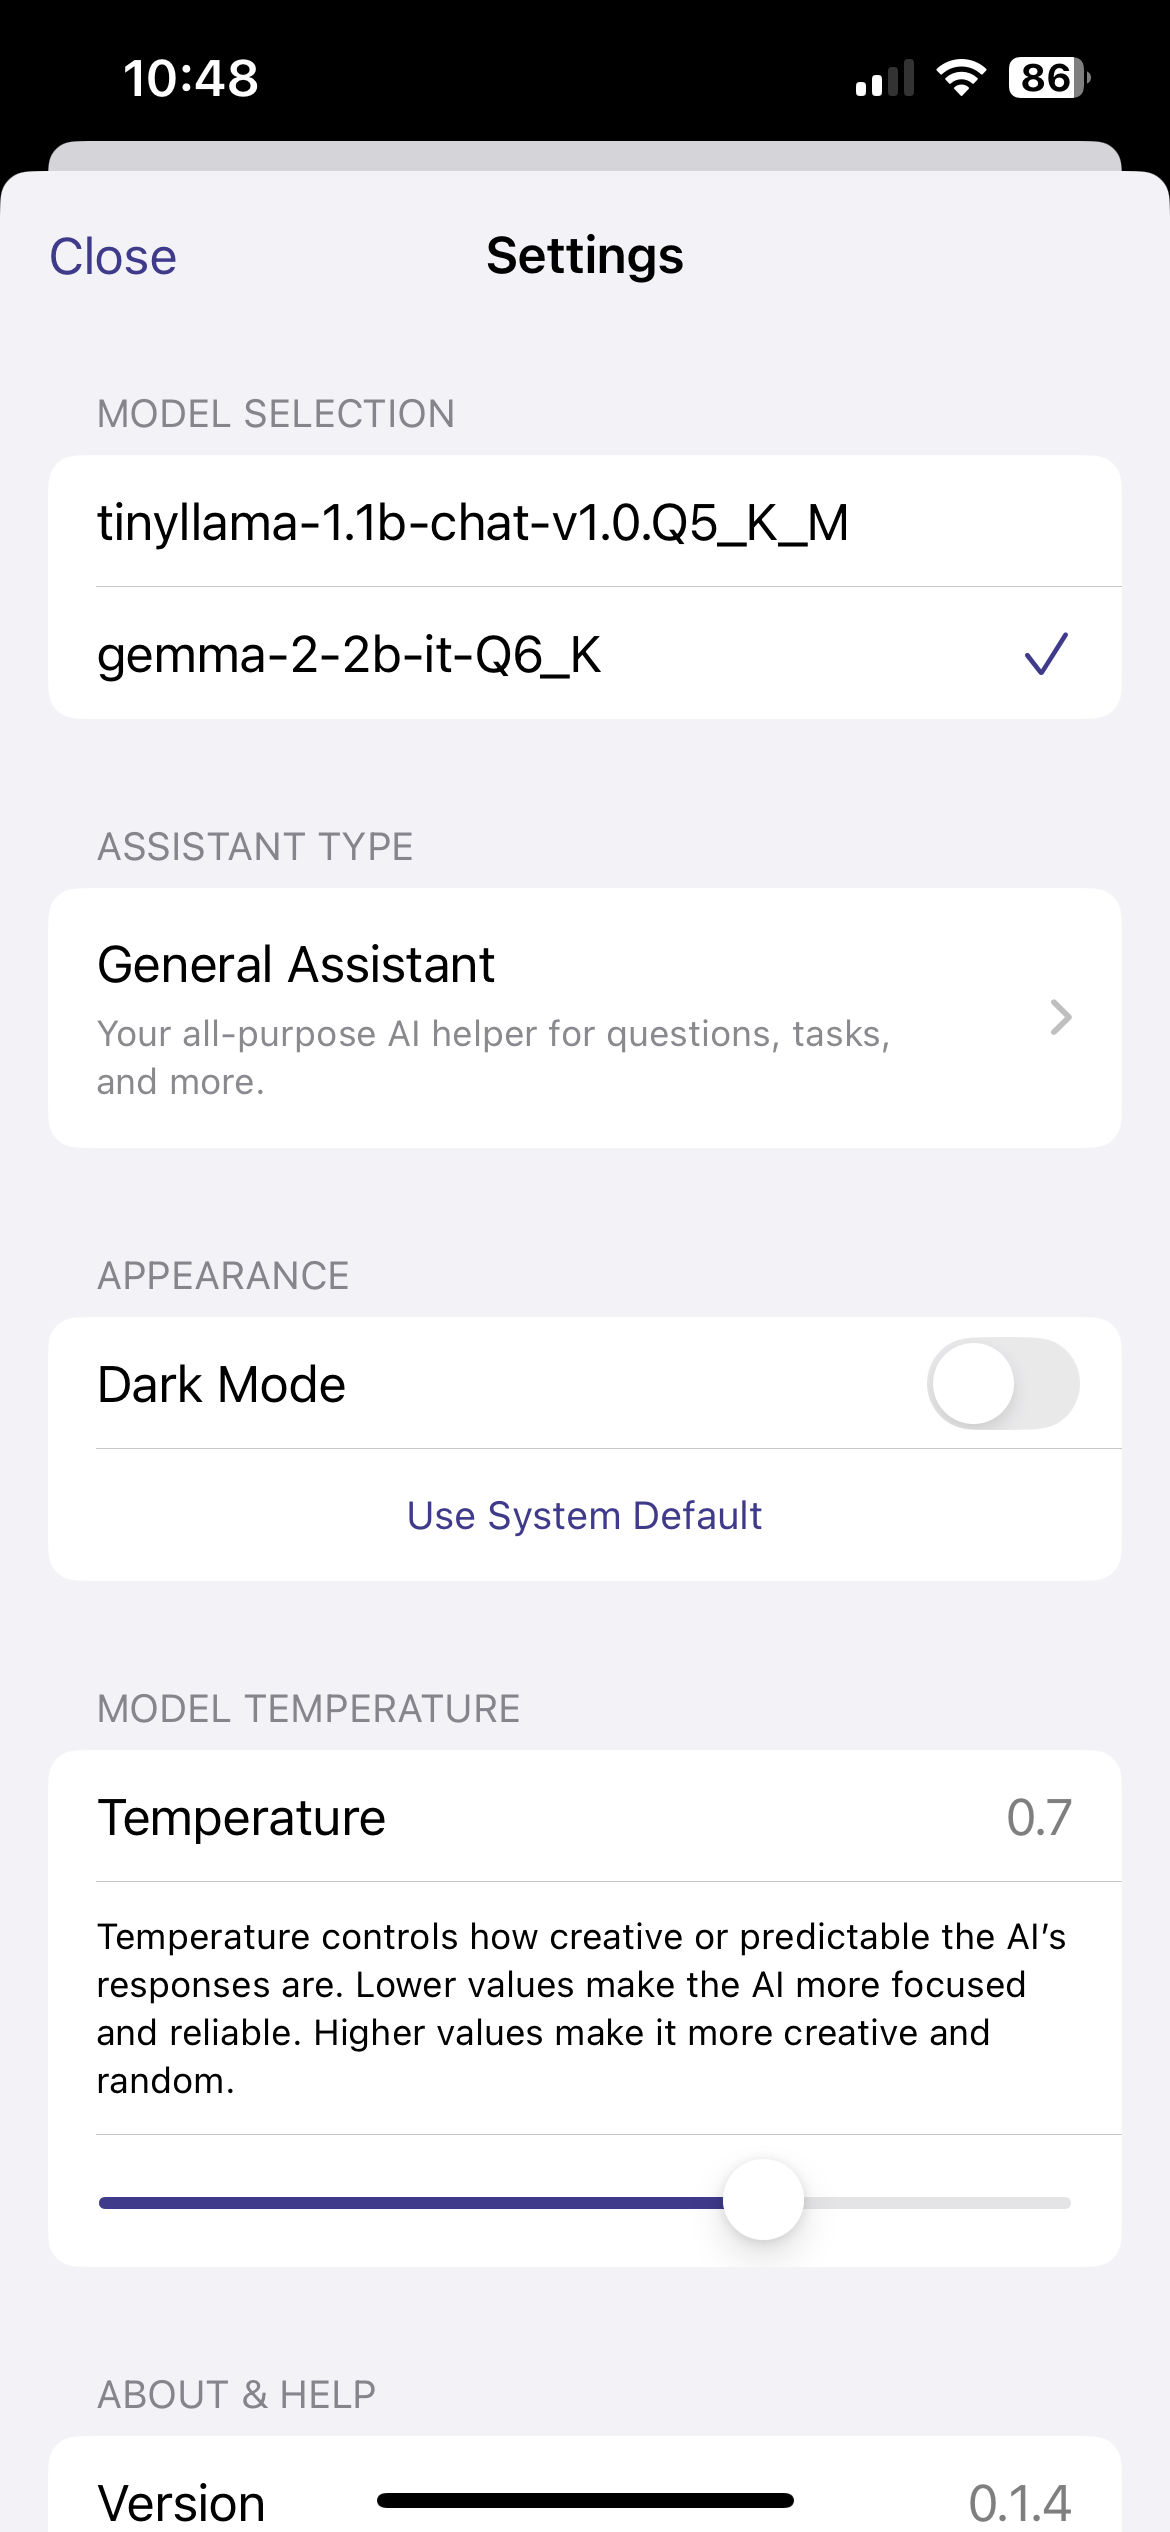 10:48
86
Close
Settings
MODEL SELECTION
tinyllama-1.1b-chat-v1.0.Q5_K_M
gemma-2-2b-it-Q6_K
ASSISTANT TYPE
General Assistant
Your all-purpose AI helper for questions, tasks,
and more.
APPEARANCE
Dark Mode
Use System Default
MODEL TEMPERATURE
Temperature
0.7
Temperature controls how creative or predictable the AI’s
responses are. Lower values make the AI more focused
and reliable. Higher values make it more creative and
random.
ABOUT & HELP
Version
0.1.4